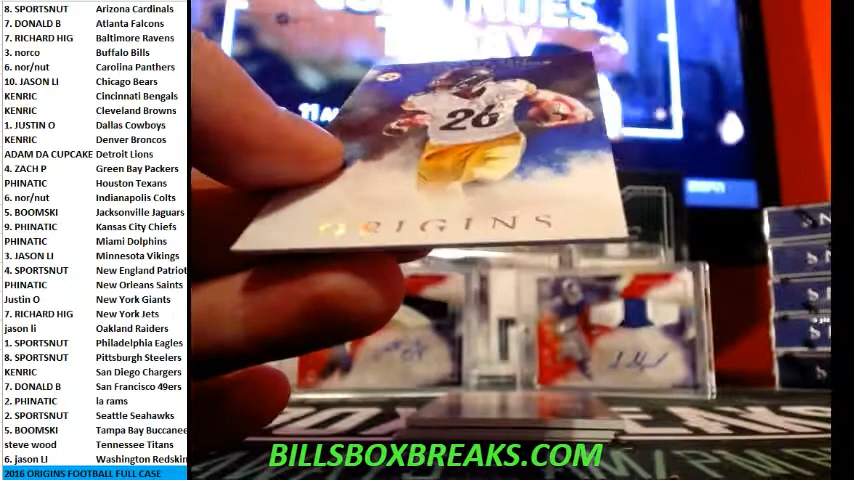 8. SPORTSNUT Arizona Cardinals
7. DONALD B Atlanta Falcons
7. RICHARD HIG Baltimore Ravens
3. norco Buffalo Bills
6. nor/nut Carolina Panthers
10. JASON LI Chicago Bears
KENRIC Cincinnati Bengals
KENRIC Cleveland Browns
1. JUSTIN O Dallas Cowboys
KENRIC Denver Broncos
ADAM DA CUPCAKE Detroit Lions
4. ZACH P Green Bay Packers
PHINATIC Houston Texans
6. nor/nut Indianapolis Colts
5. BOOMSKI Jacksonville Jaguars
9. PHINATIC Kansas City Chiefs
PHINATIC Miami Dolphins
3. JASON LI Minnesota Vikings
4. SPORTSNUT New England Patriot
PHINATIC New Orleans Saints
Justin O New York Giants
7. RICHARD HIG New York Jets
jason li Oakland Raiders
1. SPORTSNUT Philadelphia Eagles
8. SPORTSNUT Pittsburgh Steelers
KENRIC San Diego Chargers
7. DONALD B San Francisco 49ers
2. PHINATIC la rams
2. SPORTSNUT Seattle Seahawks
5. BOOMSKI Tampa Bay Buccanee
steve wood Tennessee Titans
6. jason LI Washington Redskin
2016 ORIGINS FOOTBALL FULL CASE
26
ORIGINS
ESPN
BILLSBOXBREAKS.COM